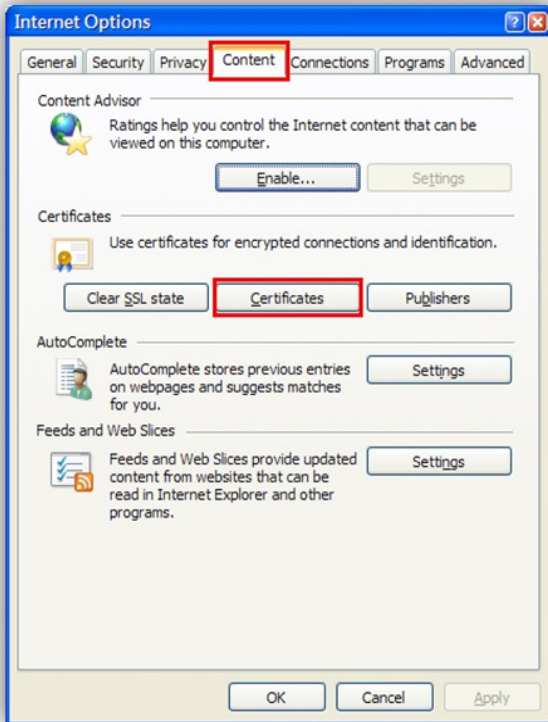 Internet Options
General Security Privacy Content Connections Programs Advanced
Content Advisor
Ratings help you control the Internet content that can be
viewed on this computer.
Enable... Settings
Certificates
Use certificates for encrypted connections and identification.
Clear SSL state Certificates Publishers
AutoComplete
AutoComplete stores previous entries
on webpages and suggests matches
for you.
Settings
Feeds and Web Slices
Feeds and Web Slices provide updated
content from websites that can be
read in Internet Explorer and other
programs.
Settings
OK Cancel Apply